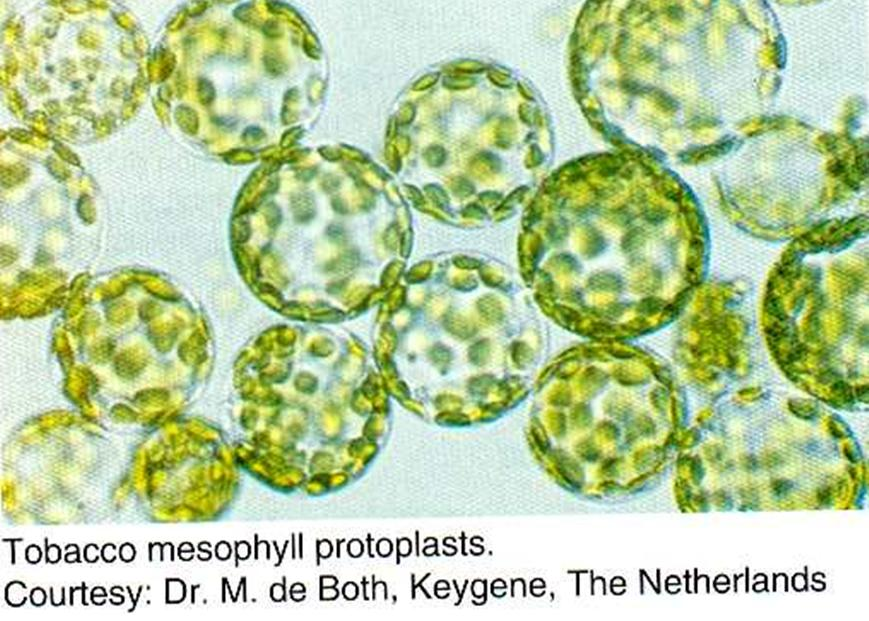 Tobacco mesophyll protoplasts.
Courtesy: Dr. M. de Both, Keygene, The Netherlands